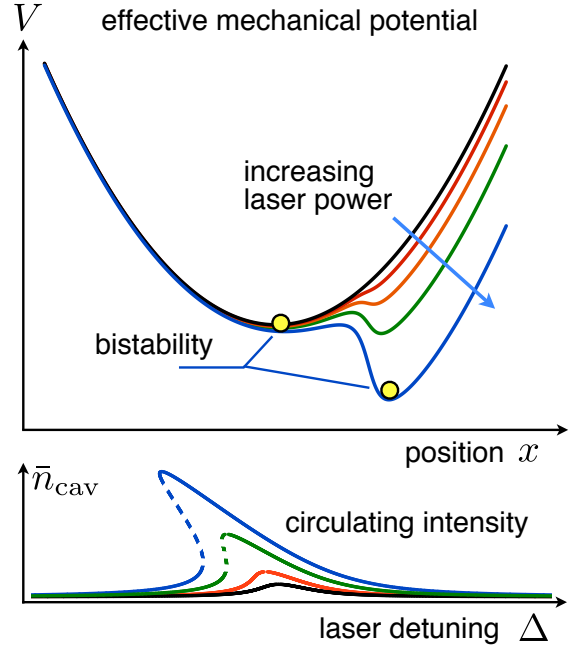 V effective mechanical potential
increasing
laser power
bistability
position x
n̄cav
circulating intensity
laser detuning Δ